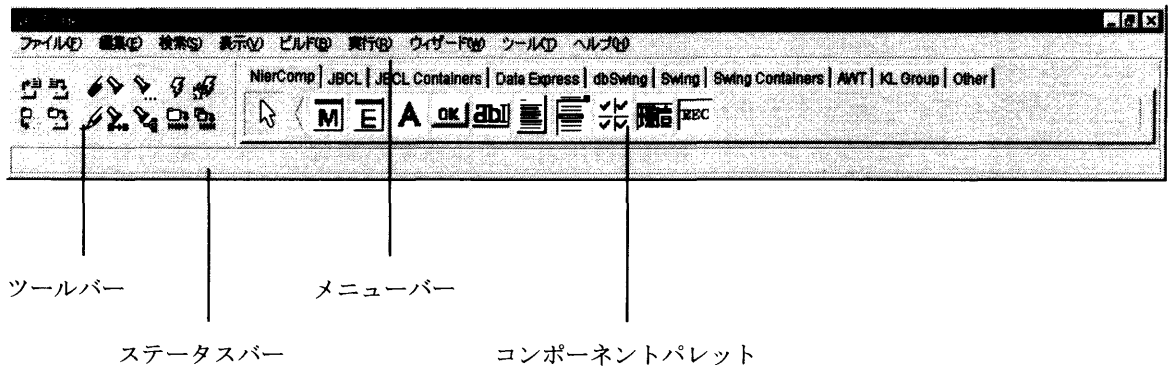 ファイル(F) 編集(E) 検索(S) 表示(V) ビルド(B) 実行(R) ウィザード(W) ツール(T) ヘルプ(H)
NierComp JBCL JBCL Containers Data Express dbSwing Swing Swing Containers AWT KL Group Other
M E A OK abI REC
ツールバー メニューバー
ステータスバー コンポーネントパレット